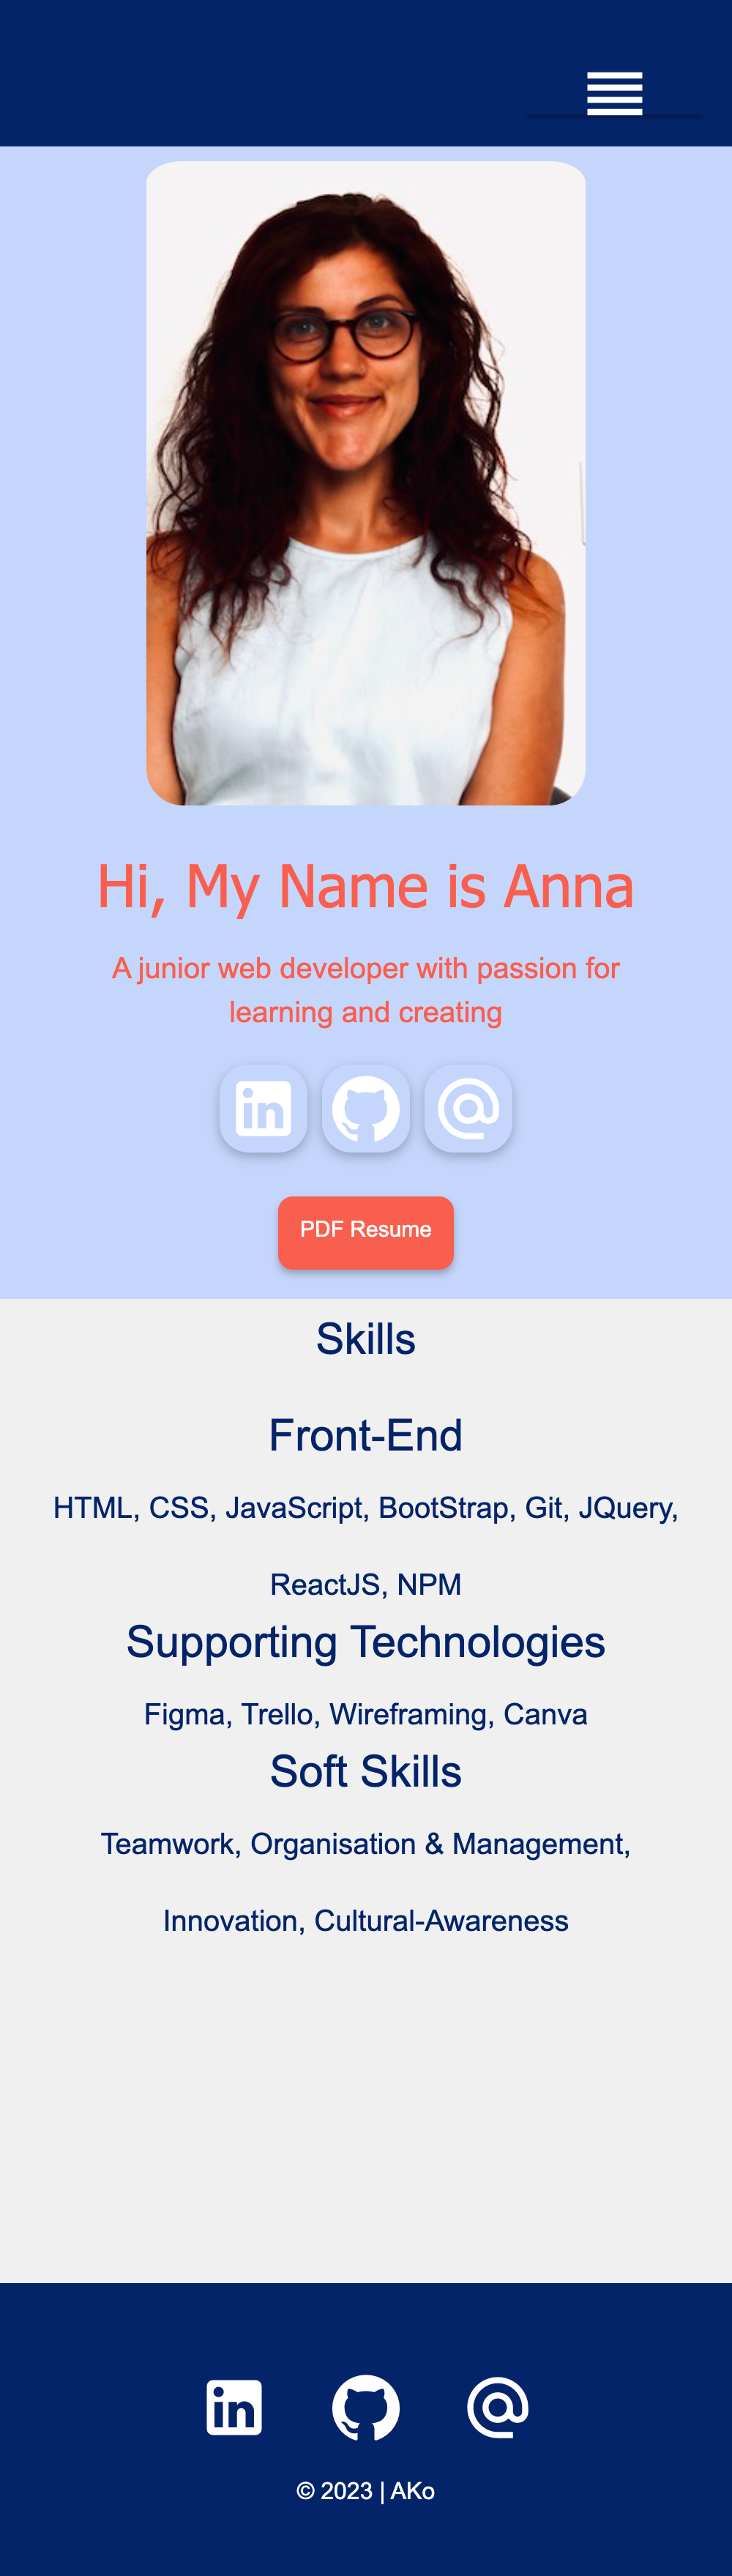 Hi, My Name is Anna
A junior web developer with passion for
learning and creating
PDF Resume
Skills
Front-End
HTML, CSS, JavaScript, BootStrap, Git, JQuery,
ReactJS, NPM
Supporting Technologies
Figma, Trello, Wireframing, Canva
Soft Skills
Teamwork, Organisation & Management,
Innovation, Cultural-Awareness
© 2023 | AKo